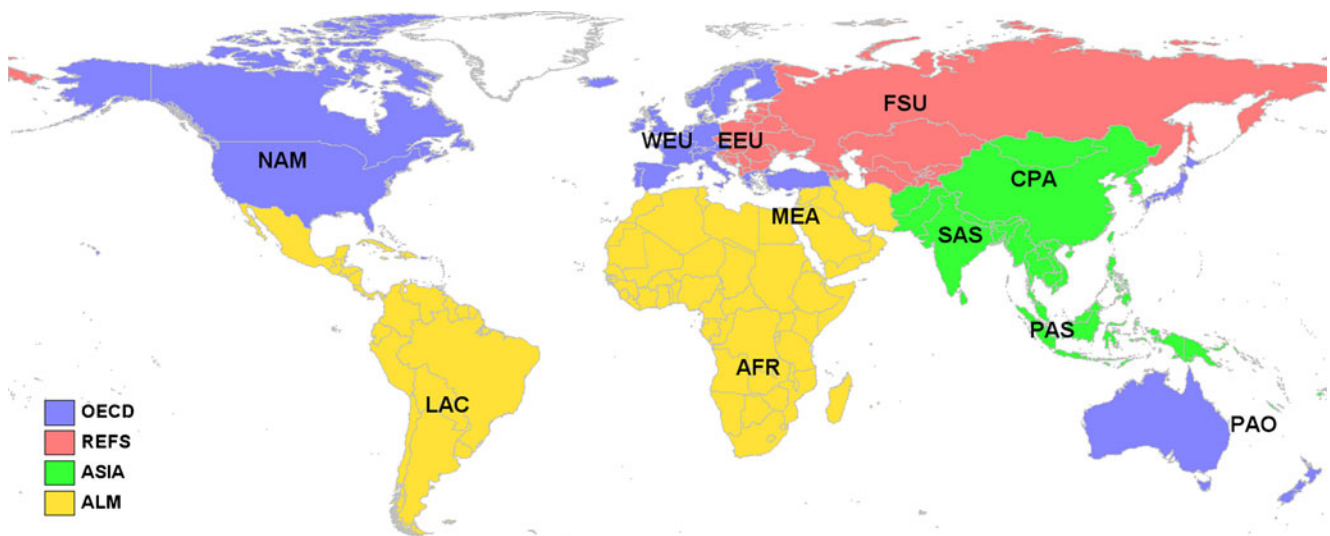 FSU
WEU
EEU
NAM
CPA
MEA
SAS
PAS
AFR
LAC
PAO
OECD
REFS
ASIA
ALM